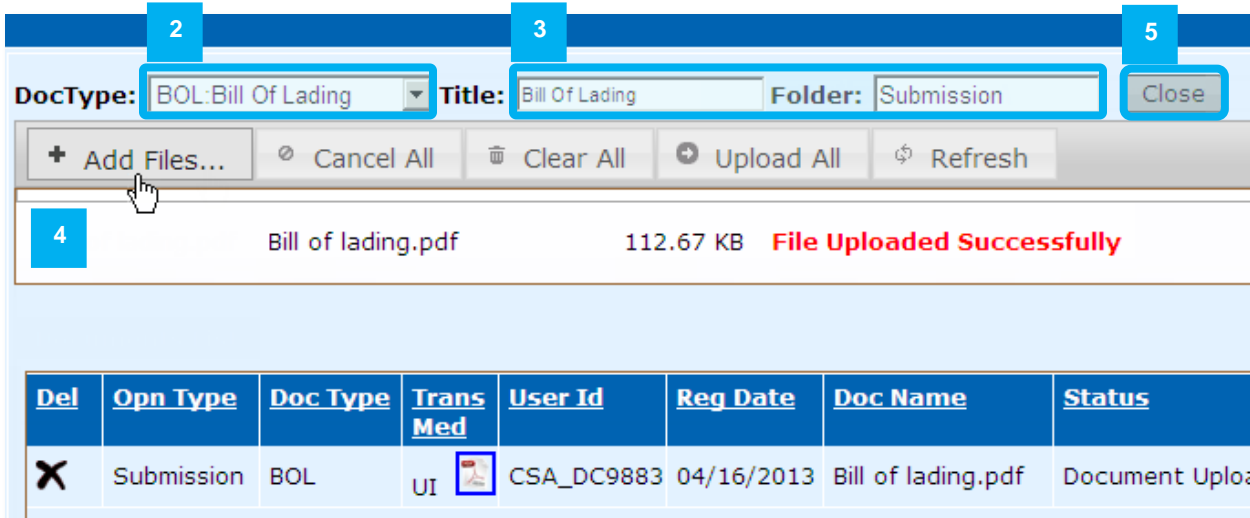 2 3 5
DocType: BOL:Bill Of Lading Title: Bill Of Lading Folder: Submission Close
Add Files... Cancel All Clear All Upload All Refresh
4 Bill of lading.pdf 112.67 KB File Uploaded Successfully
Del Opn Type Doc Type Trans User Id Reg Date Doc Name Status
Med
Submission BOL UI CSA_DC9883 04/16/2013 Bill of lading.pdf Document